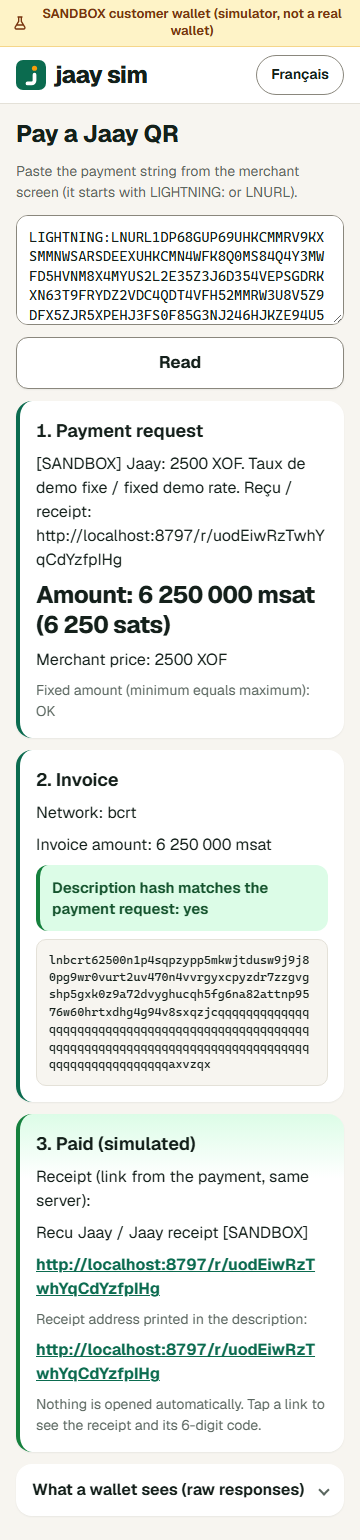 SANDBOX customer wallet (simulator, not a real
wallet)
jaay sim
Français
Pay a Jaay QR
Paste the payment string from the merchant
screen (it starts with LIGHTNING: or LNURL).
LIGHTNING:LNURL1DP68GUP69UHKCMMRV9KX
SMMNWSARSDEEXUHKCMN4WFK8Q0MS84Q4Y3MW
FD5HVNM8X4MYUS2L2E35Z3J6D354VEPSGDRK
XN63T9FRYDZ2VDC4QDT4VFH52MMRW3U8V5Z9
DFX5ZJR5XPEHJ3FS0F85G3NJ246HJKZE94U5
Read
1. Payment request
[SANDBOX] Jaay: 2500 XOF. Taux de
demo fixe / fixed demo rate. Reçu /
receipt:
http://localhost:8797/r/uodEiwRzTwhY
qCdYzfpIHg
Amount: 6 250 000 msat
(6 250 sats)
Merchant price: 2500 XOF
Fixed amount (minimum equals maximum):
OK
2. Invoice
Network: bcrt
Invoice amount: 6 250 000 msat
Description hash matches the
payment request: yes
lnbcrt62500n1p4sqpzypp5mkwjtdusw9j9j8
0pg9wr0vurt2uv470n4vvrgyxcpyzdr7zzgvg
shp5gxk0z9a72dvyghucqh5fg6na82attnp95
76w60hrtxdhg4g94v8sxqzjcqqqqqqqqqqqqq
qqqqqqqqqqqqqqqqqqqqqqqqqqqqqqqqqqqqq
qqqqqqqqqqqqqqqqqqqqqqqqqqqqqqqqqqqqq
qqqqqqqqqqqqqqqqqaxvzqx
3. Paid (simulated)
Receipt (link from the payment, same
server):
Recu Jaay / Jaay receipt [SANDBOX]
http://localhost:8797/r/uodEiwRzT
whYqCdYzfpIHg
Receipt address printed in the description:
http://localhost:8797/r/uodEiwRzT
whYqCdYzfpIHg
Nothing is opened automatically. Tap a link to
see the receipt and its 6-digit code.
What a wallet sees (raw responses)